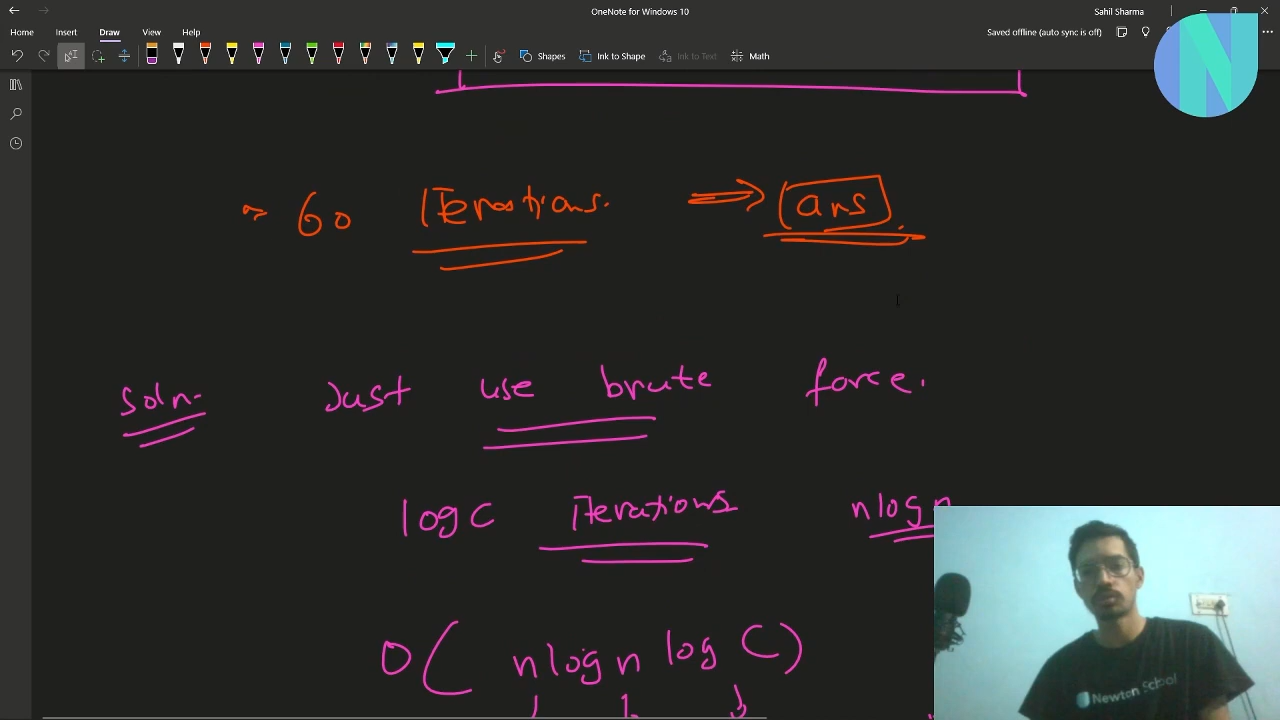 OneNote for Windows 10
Sahil Sharma
Home Insert Draw View Help
Saved offline (auto sync is off)
Shapes Ink to Shape Ink to Text Math
~ 60 Iterations. ⇒ ans.
Soln. Just use brute force.
log C Iterations nlogn
O( nlogn log C)
Newton School